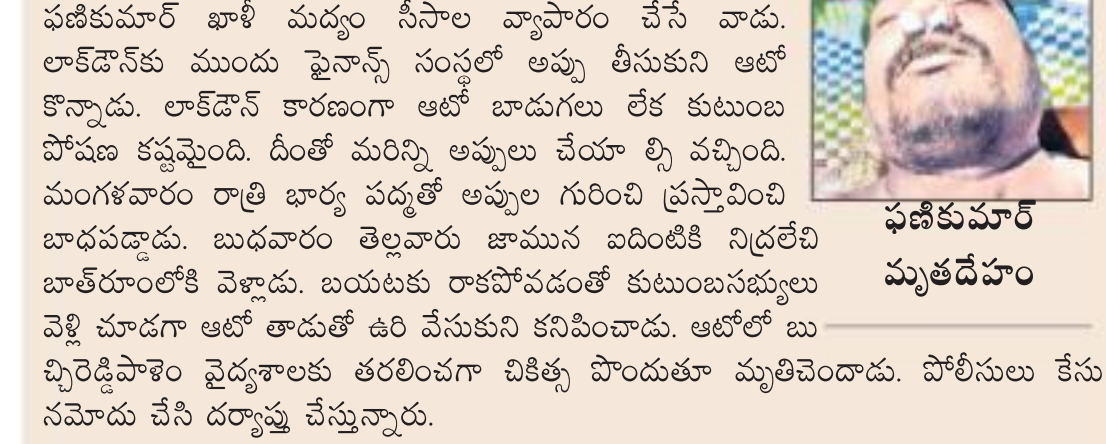 ఫణికుమార్ ఖాళీ మద్యం సీసాల వ్యాపారం చేసే వాడు.
లాక్‌డౌన్‌కు ముందు ఫైనాన్స్ సంస్థలో అప్పు తీసుకుని ఆటో
కొన్నాడు. లాక్‌డౌన్ కారణంగా ఆటో బాడుగలు లేక కుటుంబ
పోషణ కష్టమైంది. దీంతో మరిన్ని అప్పులు చేయా ల్సి వచ్చింది.
మంగళవారం రాత్రి భార్య పద్మతో అప్పుల గురించి ప్రస్తావించి
బాధపడ్డాడు. బుధవారం తెల్లవారు జామున ఐదింటికి నిద్రలేచి
బాత్‌రూంలోకి వెళ్లాడు. బయటకు రాకపోవడంతో కుటుంబసభ్యులు
వెళ్లి చూడగా ఆటో తాడుతో ఉరి వేసుకుని కనిపించాడు. ఆటోలో బు
చ్చిరెడ్డిపాళెం వైద్యశాలకు తరలించగా చికిత్స పొందుతూ మృతిచెందాడు. పోలీసులు కేసు
నమోదు చేసి దర్యాప్తు చేస్తున్నారు.
ఫణికుమార్
మృతదేహం